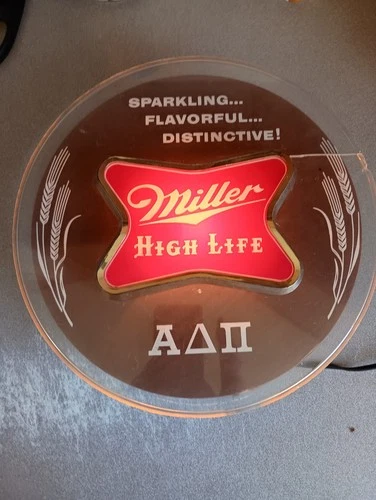 SPARKLING...
FLAVORFUL...
DISTINCTIVE!
Miller
HIGH LIFE
ΑΔΠ